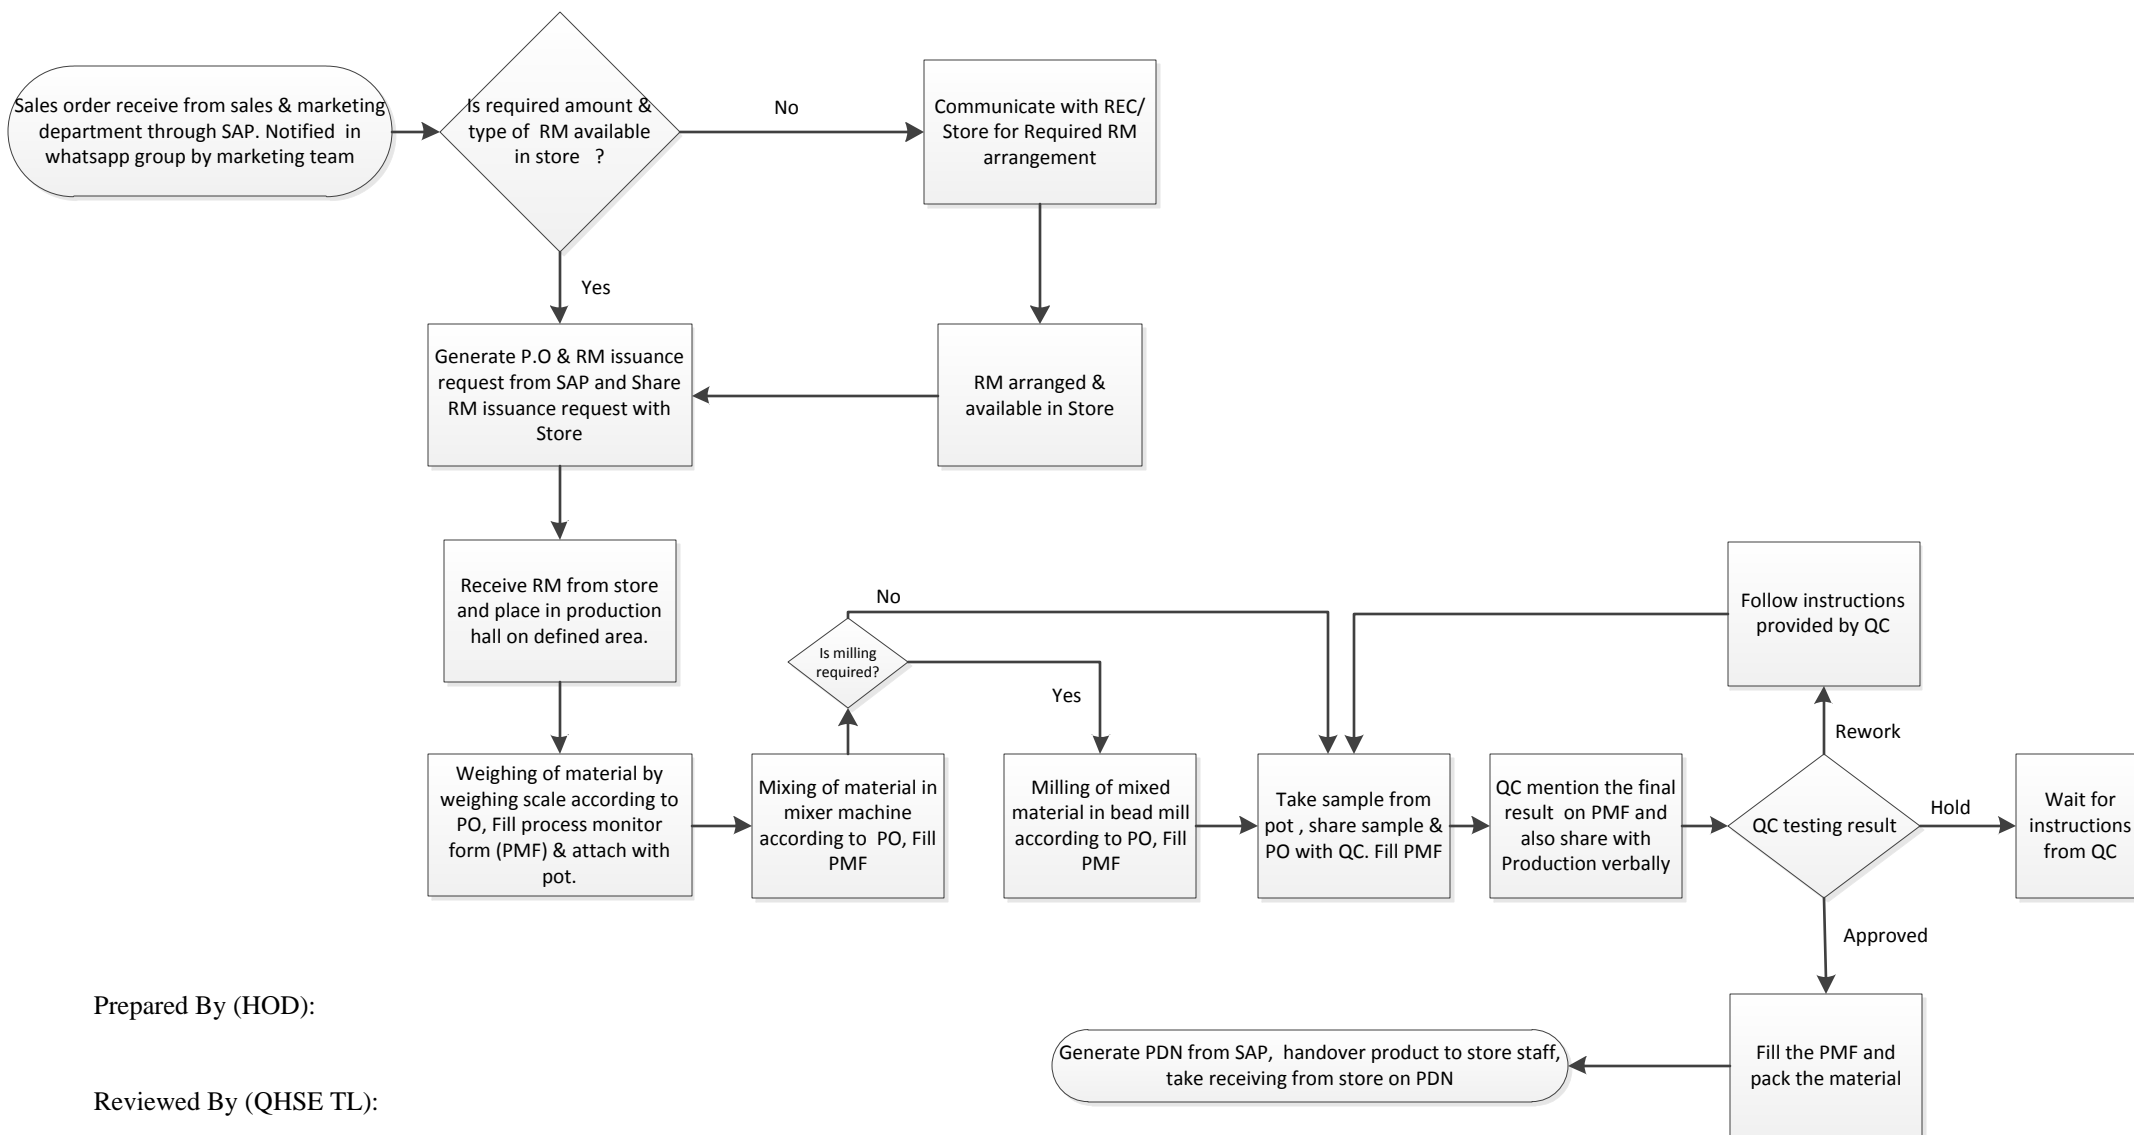 Sales order receive from sales & marketing
department through SAP. Notified in
whatsapp group by marketing team
Is required amount &
type of RM available
in store ?
No
Communicate with REC/
Store for Required RM
arrangement
Yes
Generate P.O & RM issuance
request from SAP and Share
RM issuance request with
Store
RM arranged &
available in Store
Receive RM from store
and place in production
hall on defined area.
No
Is milling
required?
Yes
Follow instructions
provided by QC
Rework
Weighing of material by
weighing scale according to
PO, Fill process monitor
form (PMF) & attach with
pot.
Mixing of material in
mixer machine
according to PO, Fill
PMF
Milling of mixed
material in bead mill
according to PO, Fill
PMF
Take sample from
pot , share sample &
PO with QC. Fill PMF
QC mention the final
result on PMF and
also share with
Production verbally
QC testing result
Hold
Wait for
instructions
from QC
Approved
Prepared By (HOD):
Generate PDN from SAP, handover product to store staff,
take receiving from store on PDN
Fill the PMF and
pack the material
Reviewed By (QHSE TL):